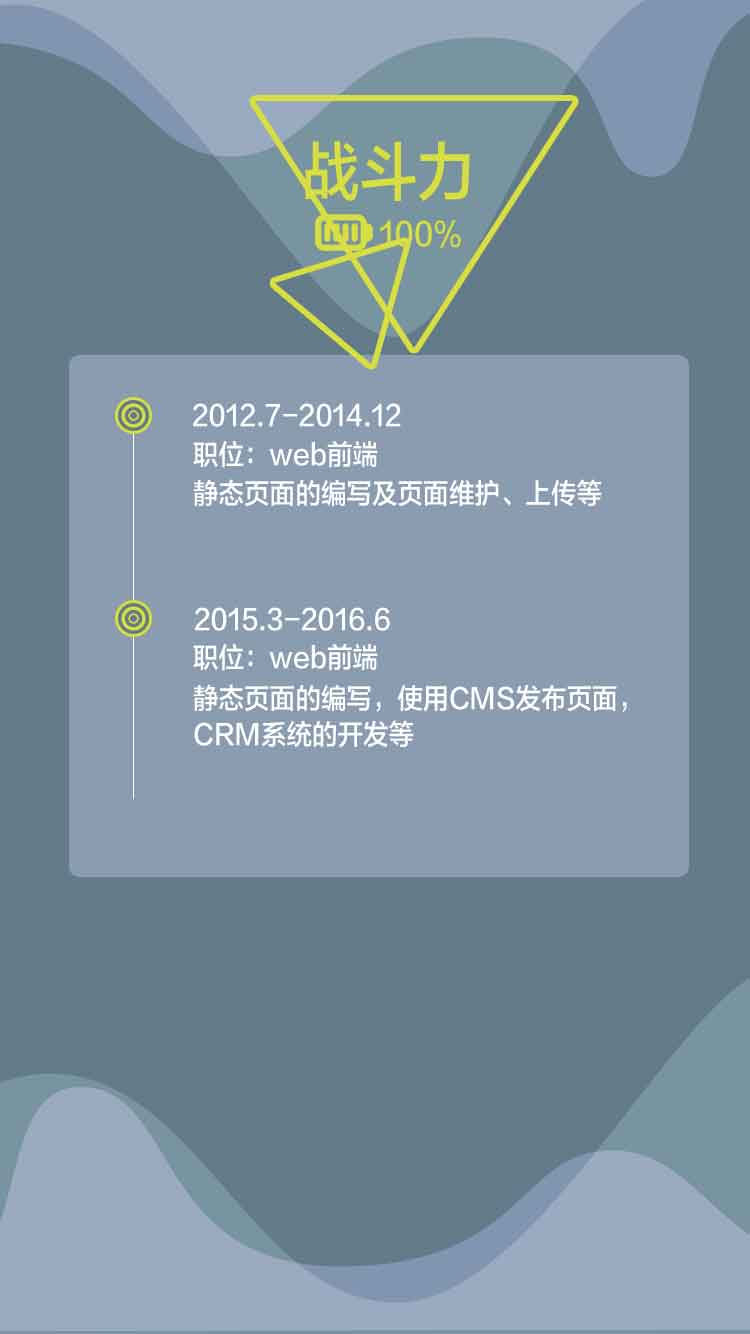 战斗力
100%
2012.7-2014.12
职位：web前端
静态页面的编写及页面维护、上传等
2015.3-2016.6
职位：web前端
静态页面的编写，使用CMS发布页面，
CRM系统的开发等